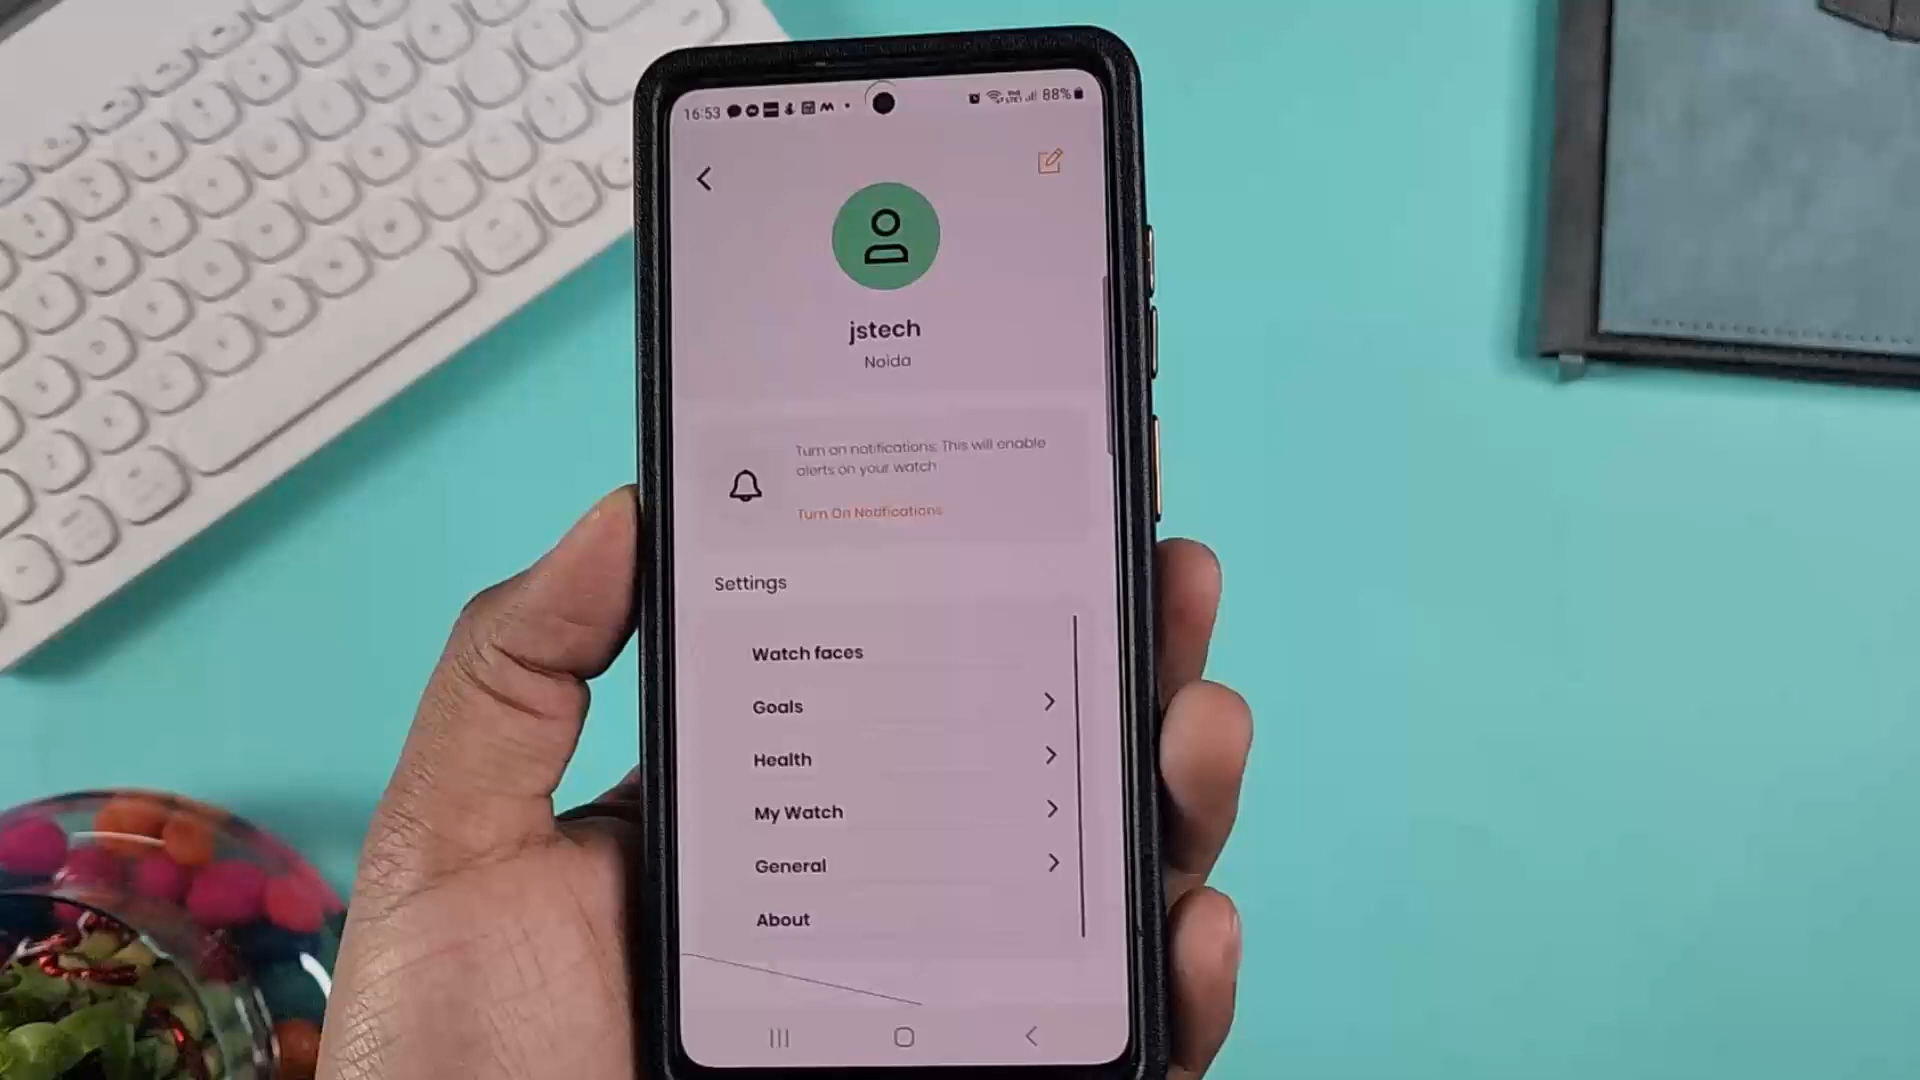 16:53
88%
jstech
Noida
Turn on notifications; This will enable
alerts on your watch
Turn On Notifications
Settings
Watch faces
Goals
Health
My Watch
General
About